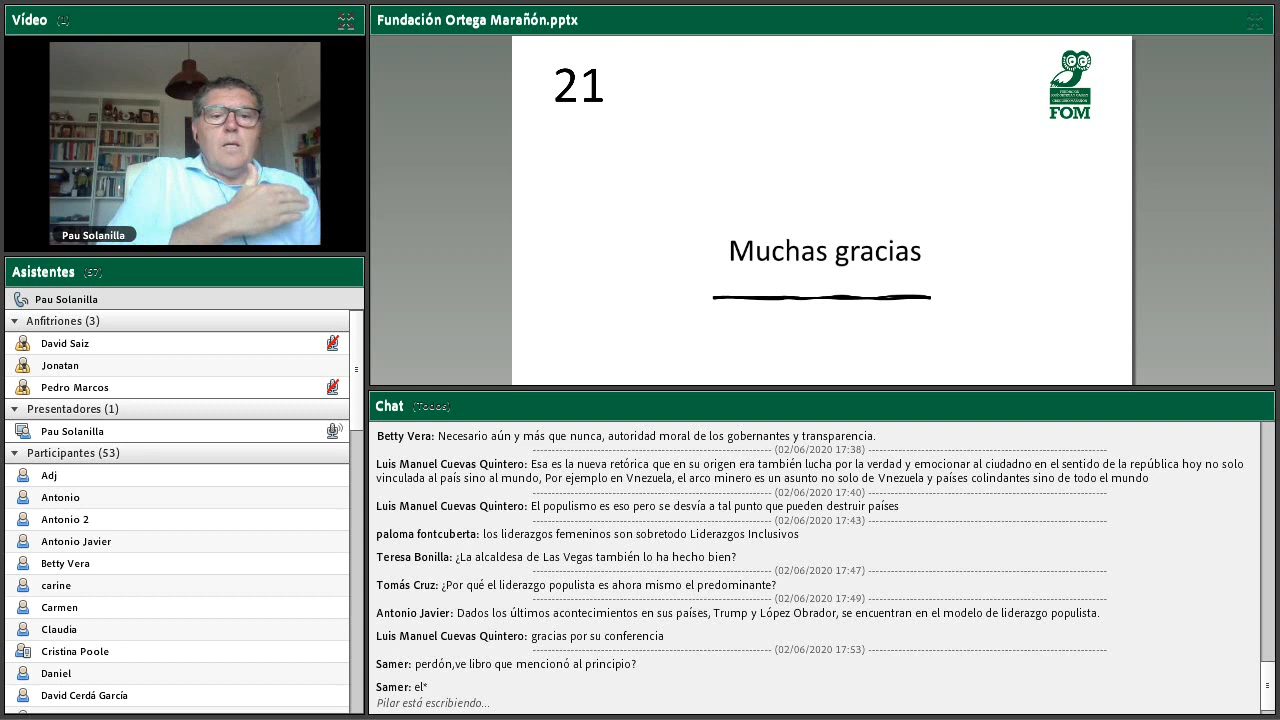 Vídeo (1)
Pau Solanilla
Asistentes (57)
Pau Solanilla
Anfitriones (3)
David Saiz
Jonatan
Pedro Marcos
Presentadores (1)
Pau Solanilla
Participantes (53)
Adj
Antonio
Antonio 2
Antonio Javier
Betty Vera
carine
Carmen
Claudia
Cristina Poole
Daniel
David Cerdá García
Fundación Ortega Marañón.pptx
21
FOM
Muchas gracias
Chat (Todos)
Betty Vera: Necesario aún y más que nunca, autoridad moral de los gobernantes y transparencia.
(02/06/2020 17:38)
Luis Manuel Cuevas Quintero: Esa es la nueva retórica que en su origen era también lucha por la verdad y emocionar al ciudadno en el sentido de la república hoy no solo
vinculada al país sino al mundo, Por ejemplo en Vnezuela, el arco minero es un asunto no solo de Vnezuela y países colindantes sino de todo el mundo
(02/06/2020 17:40)
Luis Manuel Cuevas Quintero: El populismo es eso pero se desvía a tal punto que pueden destruir países
(02/06/2020 17:43)
paloma fontcuberta: los liderazgos femeninos son sobretodo Liderazgos Inclusivos
Teresa Bonilla: ¿La alcaldesa de Las Vegas también lo ha hecho bien?
(02/06/2020 17:47)
Tomás Cruz: ¿Por qué el liderazgo populista es ahora mismo el predominante?
(02/06/2020 17:49)
Antonio Javier: Dados los últimos acontecimientos en sus países, Trump y López Obrador, se encuentran en el modelo de liderazgo populista.
Luis Manuel Cuevas Quintero: gracias por su conferencia
(02/06/2020 17:53)
Samer: perdón,ve libro que mencionó al principio?
Samer: el*
Pilar está escribiendo...